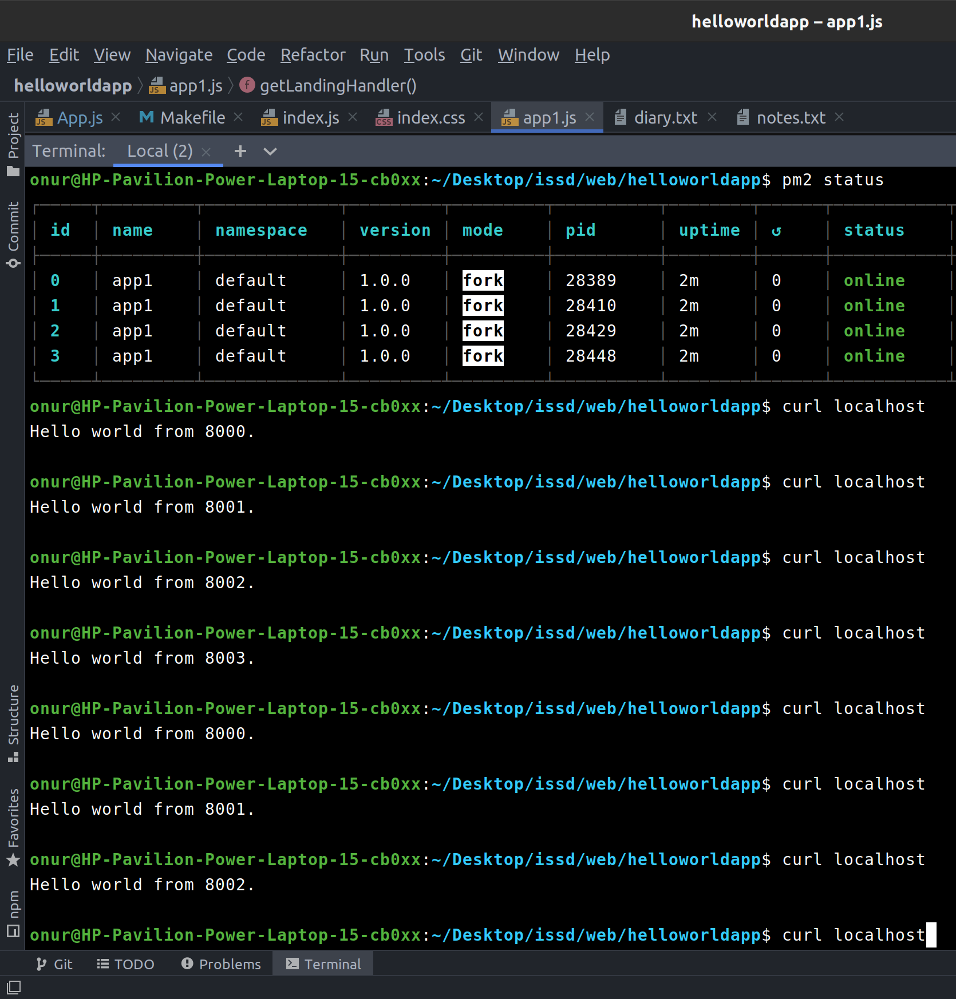 helloworldapp – app1.js
File Edit View Navigate Code Refactor Run Tools Git Window Help
helloworldapp app1.js getLandingHandler()
App.js Makefile index.js index.css app1.js diary.txt notes.txt
Project
Commit
Structure
Favorites
npm
Terminal: Local (2)
onur@HP-Pavilion-Power-Laptop-15-cb0xx:~/Desktop/issd/web/helloworldapp$ pm2 status
id name namespace version mode pid uptime ↺ status
0 app1 default 1.0.0 fork 28389 2m 0 online
1 app1 default 1.0.0 fork 28410 2m 0 online
2 app1 default 1.0.0 fork 28429 2m 0 online
3 app1 default 1.0.0 fork 28448 2m 0 online
onur@HP-Pavilion-Power-Laptop-15-cb0xx:~/Desktop/issd/web/helloworldapp$ curl localhost
Hello world from 8000.
onur@HP-Pavilion-Power-Laptop-15-cb0xx:~/Desktop/issd/web/helloworldapp$ curl localhost
Hello world from 8001.
onur@HP-Pavilion-Power-Laptop-15-cb0xx:~/Desktop/issd/web/helloworldapp$ curl localhost
Hello world from 8002.
onur@HP-Pavilion-Power-Laptop-15-cb0xx:~/Desktop/issd/web/helloworldapp$ curl localhost
Hello world from 8003.
onur@HP-Pavilion-Power-Laptop-15-cb0xx:~/Desktop/issd/web/helloworldapp$ curl localhost
Hello world from 8000.
onur@HP-Pavilion-Power-Laptop-15-cb0xx:~/Desktop/issd/web/helloworldapp$ curl localhost
Hello world from 8001.
onur@HP-Pavilion-Power-Laptop-15-cb0xx:~/Desktop/issd/web/helloworldapp$ curl localhost
Hello world from 8002.
onur@HP-Pavilion-Power-Laptop-15-cb0xx:~/Desktop/issd/web/helloworldapp$ curl localhost
Git TODO Problems Terminal